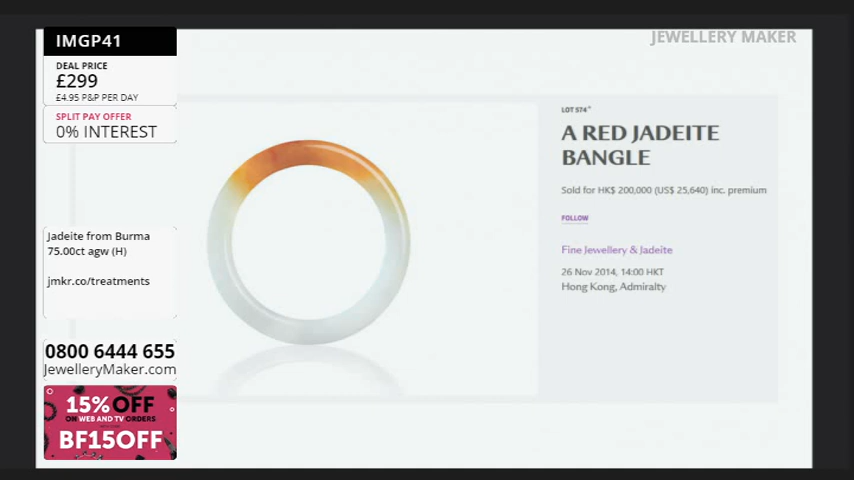 IMGP41
DEAL PRICE
£299
£4.95 P&P PER DAY
SPLIT PAY OFFER
0% INTEREST
Jadeite from Burma
75.00ct agw (H)
jmkr.co/treatments
0800 6444 655
JewelleryMaker.com
15% OFF
ON WEB AND TV ORDERS
BF15OFF
JEWELLERY MAKER
LOT 574
A RED JADEITE
BANGLE
Sold for HK$ 200,000 (US$ 25,640) inc. premium
FOLLOW
Fine Jewellery & Jadeite
26 Nov 2014, 14:00 HKT
Hong Kong, Admiralty